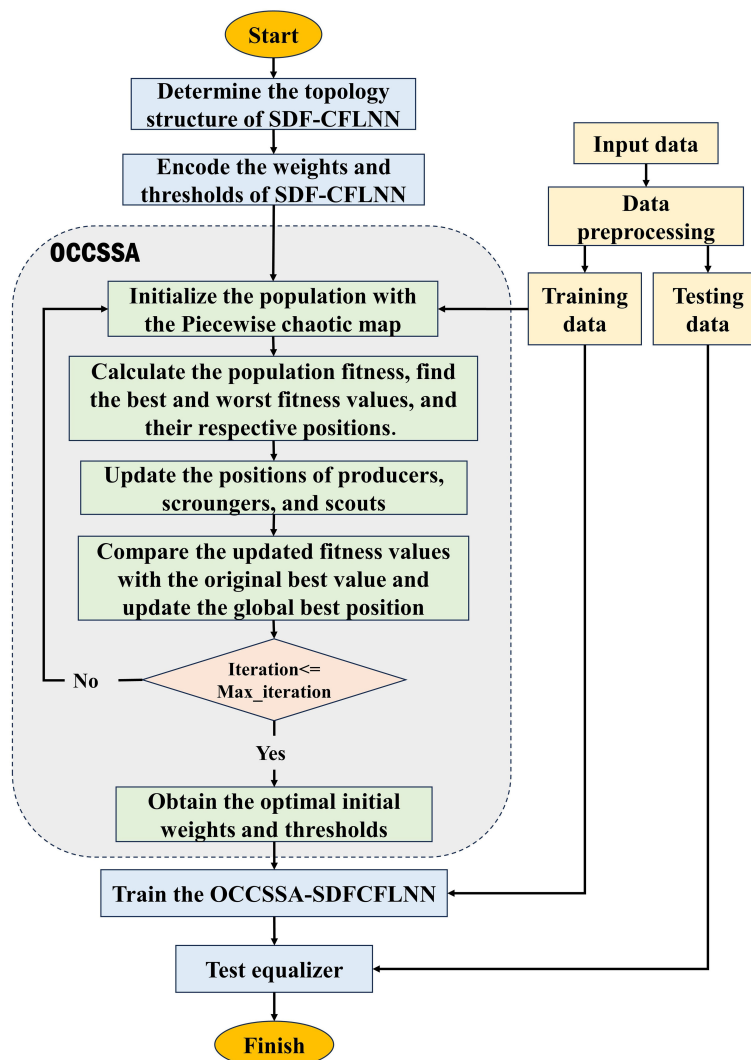 Start
Determine the topology
structure of SDF-CFLNN
Encode the weights and
thresholds of SDF-CFLNN
Input data
Data
preprocessing
Training
data
Testing
data
OCCSSA
Initialize the population with
the Piecewise chaotic map
Calculate the population fitness, find
the best and worst fitness values, and
their respective positions.
Update the positions of producers,
scroungers, and scouts
Compare the updated fitness values
with the original best value and
update the global best position
Iteration<=
Max_iteration
No
Yes
Obtain the optimal initial
weights and thresholds
Train the OCCSSA-SDFCFLNN
Test equalizer
Finish